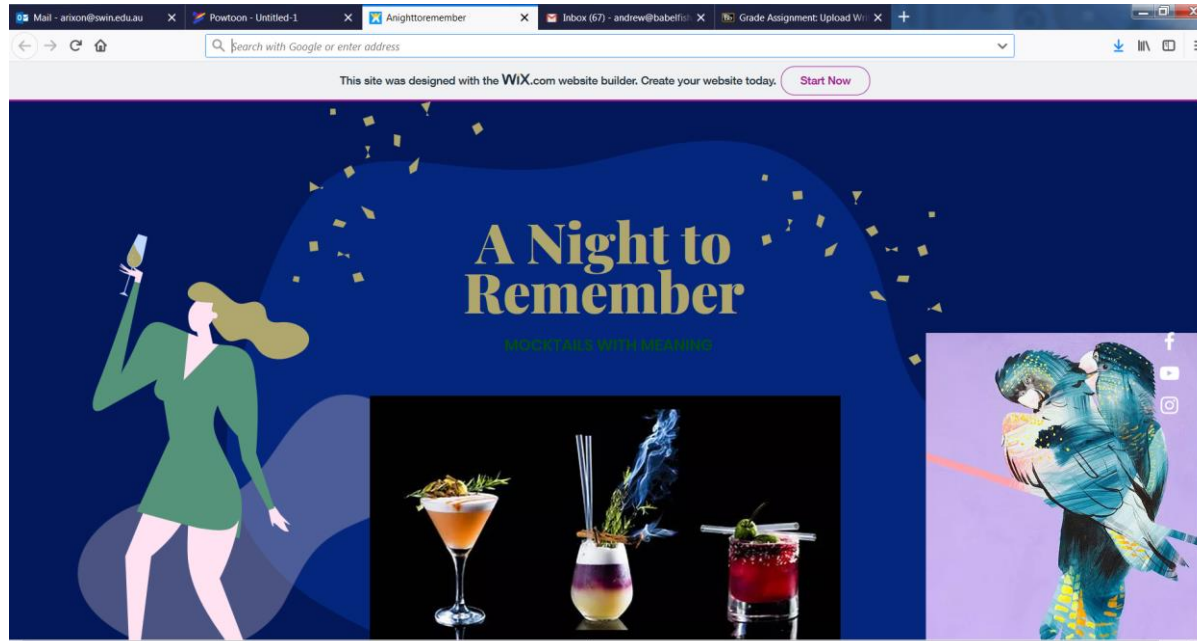 Mail - arixon@swin.edu.au
Powtoon - Untitled-1
Anighttoremember
Inbox (67) - andrew@babelfish
Grade Assignment: Upload Wri
Search with Google or enter address
This site was designed with the WiX.com website builder. Create your website today.
Start Now
A Night to
Remember
MOCKTAILS WITH MEANING